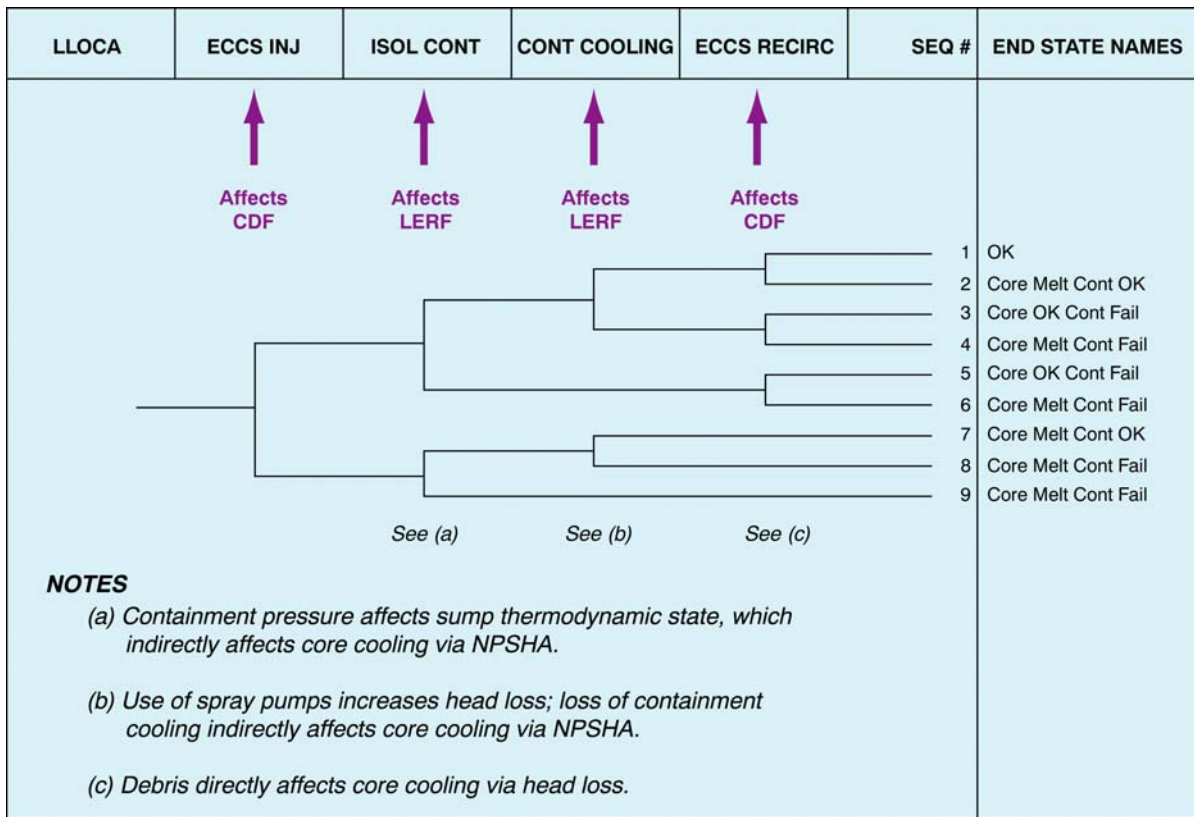 LLOCA ECCS INJ ISOL CONT CONT COOLING ECCS RECIRC SEQ # END STATE NAMES
Affects Affects Affects Affects
CDF LERF LERF CDF
1 OK
2 Core Melt Cont OK
3 Core OK Cont Fail
4 Core Melt Cont Fail
5 Core OK Cont Fail
6 Core Melt Cont Fail
7 Core Melt Cont OK
8 Core Melt Cont Fail
9 Core Melt Cont Fail
See (a) See (b) See (c)
NOTES
(a) Containment pressure affects sump thermodynamic state, which
indirectly affects core cooling via NPSHA.
(b) Use of spray pumps increases head loss; loss of containment
cooling indirectly affects core cooling via NPSHA.
(c) Debris directly affects core cooling via head loss.